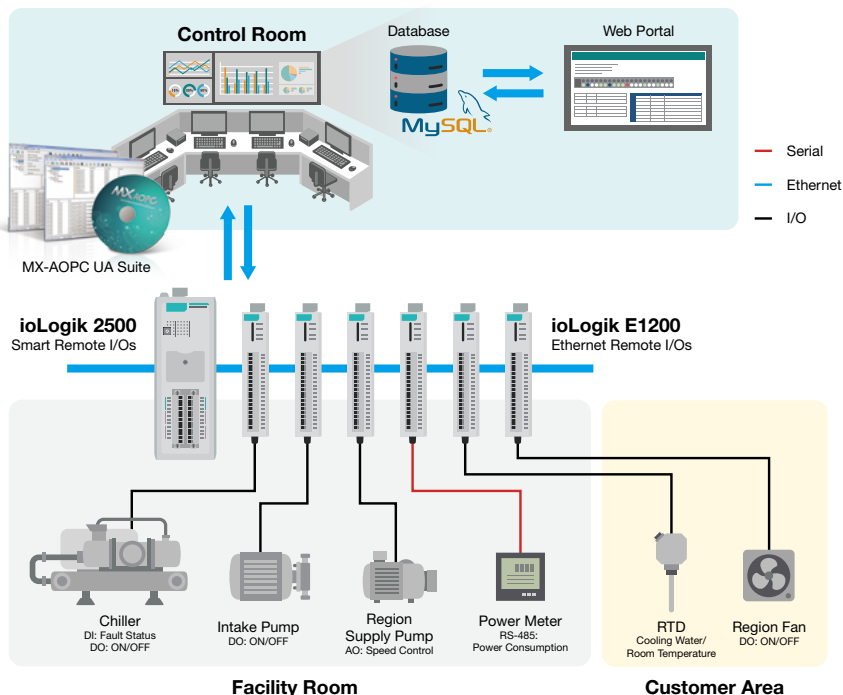 Control Room
Database
Web Portal
MySQL
Serial
Ethernet
I/O
MX-AOPC
MX-AOPC UA Suite
ioLogik 2500
Smart Remote I/Os
ioLogik E1200
Ethernet Remote I/Os
Chiller
DI: Fault Status
DO: ON/OFF
Intake Pump
DO: ON/OFF
Region
Supply Pump
AO: Speed Control
Power Meter
RS-485:
Power Consumption
RTD
Cooling Water/
Room Temperature
Region Fan
DO: ON/OFF
Facility Room
Customer Area